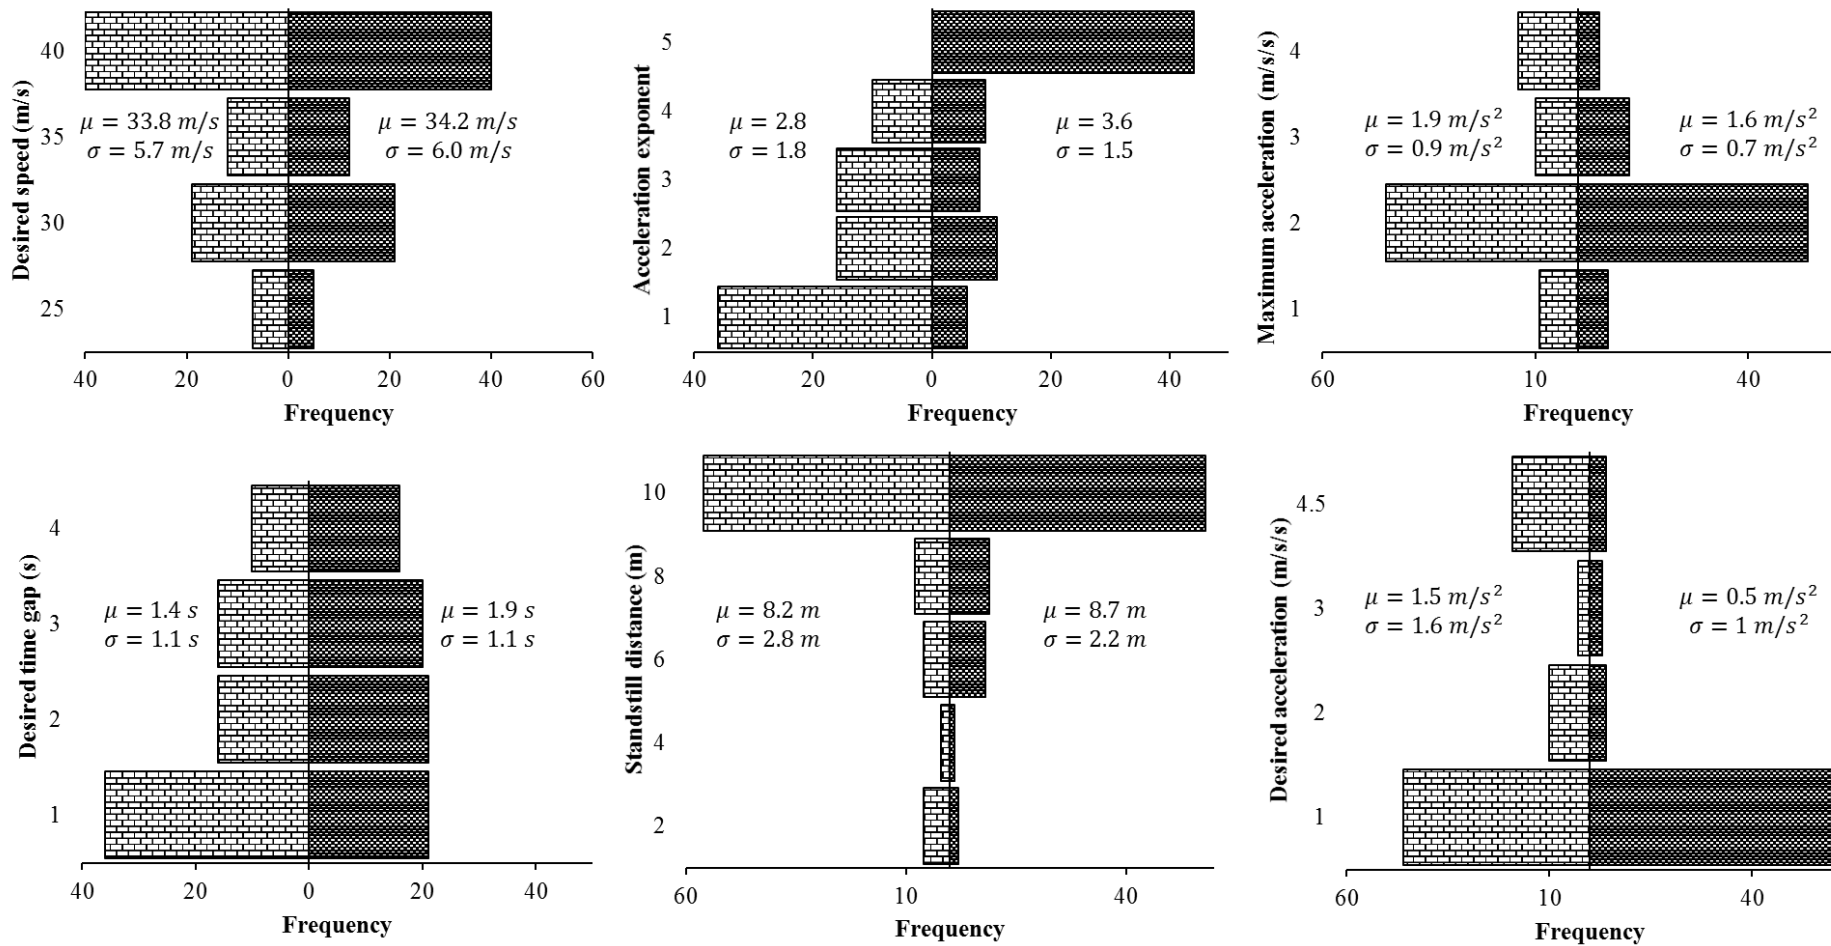 Desired speed (m/s)
40
35
30
25
μ = 33.8 m/s
σ = 5.7 m/s
μ = 34.2 m/s
σ = 6.0 m/s
40 20 0 20 40 60
Frequency
Acceleration exponent
5
4
3
2
1
μ = 2.8
σ = 1.8
μ = 3.6
σ = 1.5
40 20 0 20 40
Frequency
Maximum acceleration (m/s/s)
4
3
2
1
μ = 1.9 m/s²
σ = 0.9 m/s²
μ = 1.6 m/s²
σ = 0.7 m/s²
60 10 40
Frequency
Desired time gap (s)
4
3
2
1
μ = 1.4 s
σ = 1.1 s
μ = 1.9 s
σ = 1.1 s
40 20 0 20 40
Frequency
Standstill distance (m)
10
8
6
4
2
μ = 8.2 m
σ = 2.8 m
μ = 8.7 m
σ = 2.2 m
60 10 40
Frequency
Desired acceleration (m/s/s)
4.5
3
2
1
μ = 1.5 m/s²
σ = 1.6 m/s²
μ = 0.5 m/s²
σ = 1 m/s²
60 10 40
Frequency